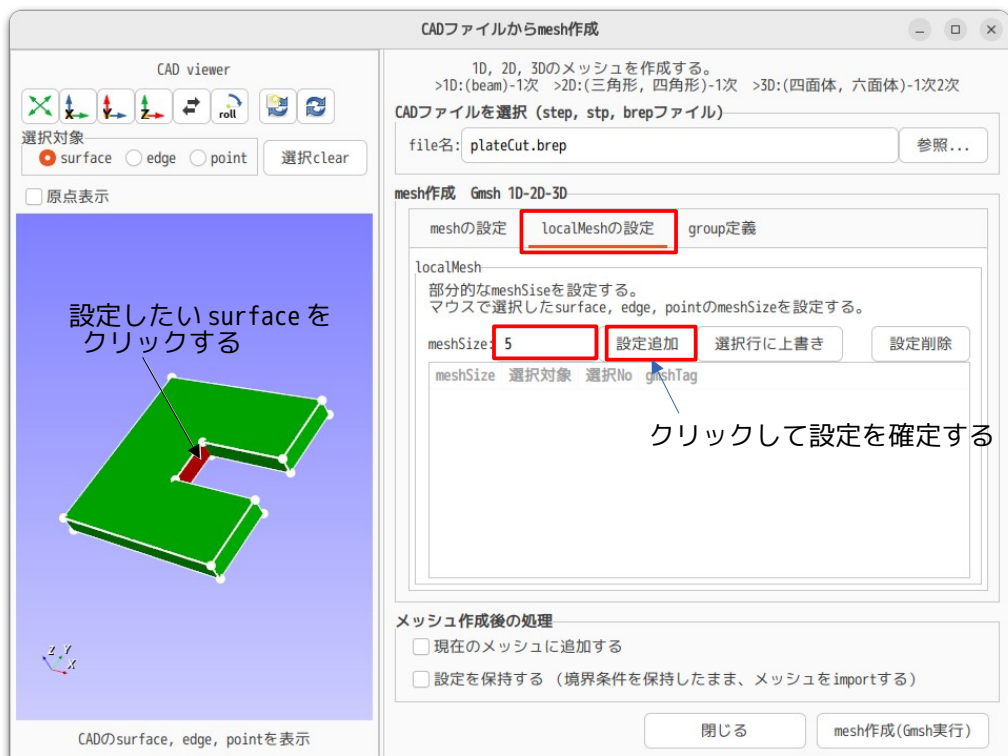 CADファイルからmesh作成
CAD viewer
X
Y
Z
roll
選択対象
surface edge point 選択clear
原点表示
設定したい surface を
クリックする
Z Y
X
CADのsurface, edge, pointを表示
1D, 2D, 3Dのメッシュを作成する。
>1D:(beam)-1次 >2D:(三角形, 四角形)-1次 >3D:(四面体, 六面体)-1次2次
CADファイルを選択 (step, stp, brepファイル)
file名: plateCut.brep 参照...
mesh作成 Gmsh 1D-2D-3D
meshの設定 localMeshの設定 group定義
localMesh
部分的なmeshSiseを設定する。
マウスで選択したsurface, edge, pointのmeshSizeを設定する。
meshSize: 5 設定追加 選択行に上書き 設定削除
meshSize 選択対象 選択No gmshTag
クリックして設定を確定する
メッシュ作成後の処理
現在のメッシュに追加する
設定を保持する (境界条件を保持したまま、メッシュをimportする)
閉じる mesh作成(Gmsh実行)